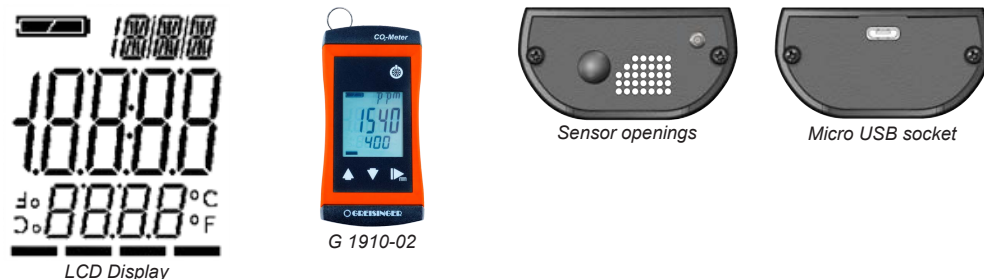 CO₂-Meter
ppm
1540
400
GREISINGER
°C
°F
LCD Display
G 1910-02
Sensor openings
Micro USB socket